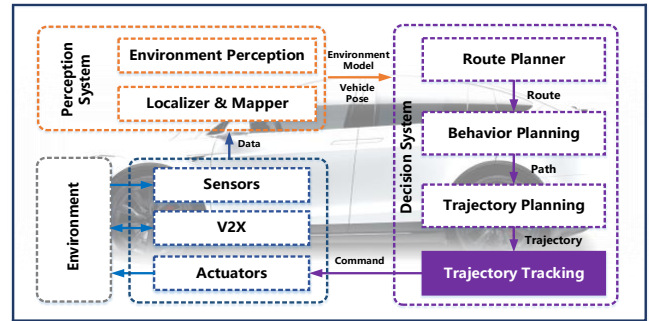 Perception
System
Environment Perception
Localizer & Mapper
Environment
Model
Vehicle
Pose
Data
Environment
Sensors
V2X
Actuators
Command
Decision System
Route Planner
Route
Behavior Planning
Path
Trajectory Planning
Trajectory
Trajectory Tracking